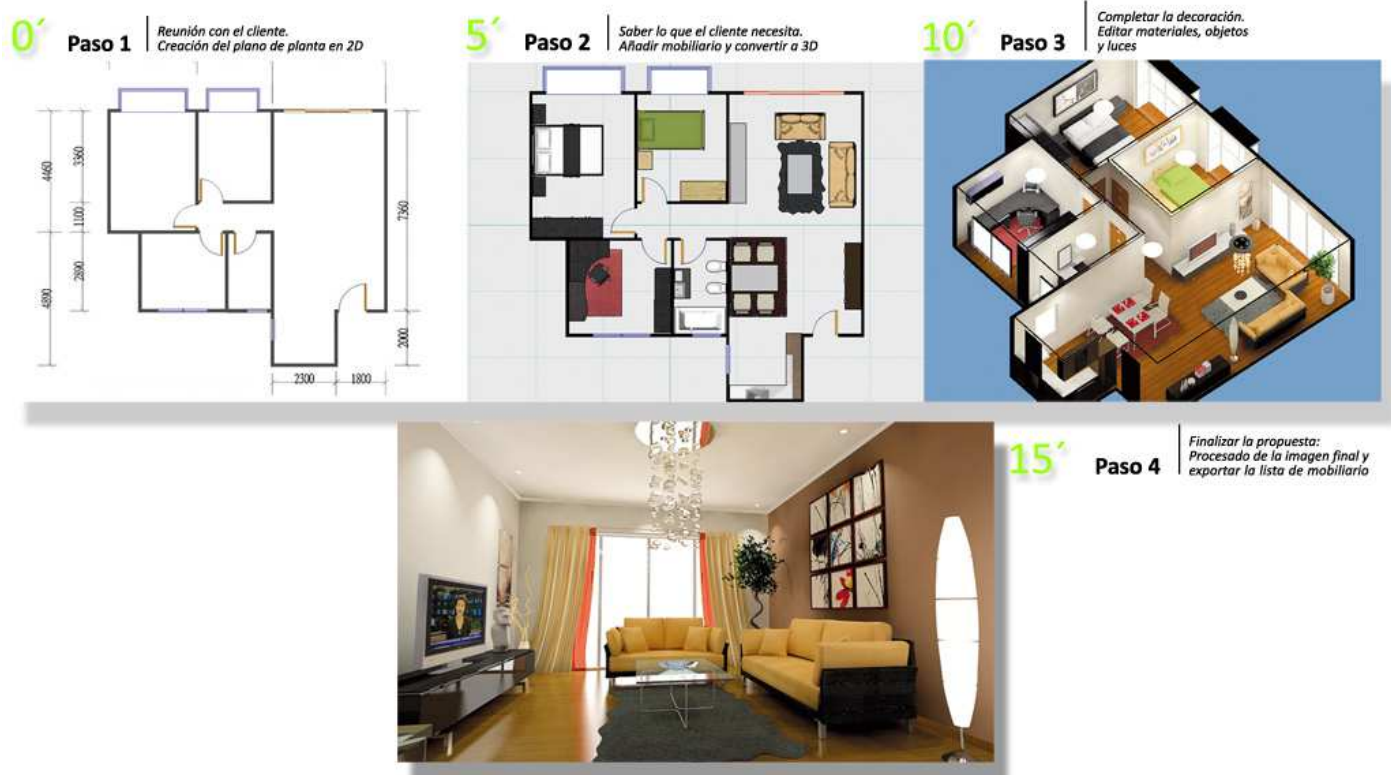 0´
Paso 1
Reunión con el cliente.
Creación del plano de planta en 2D
5´
Paso 2
Saber lo que el cliente necesita.
Añadir mobiliario y convertir a 3D
10´
Paso 3
Completar la decoración.
Editar materiales, objetos
y luces
4460
3360
1100
2890
4890
7360
2000
2300
1800
15´
Paso 4
Finalizar la propuesta:
Procesado de la imagen final y
exportar la lista de mobiliario